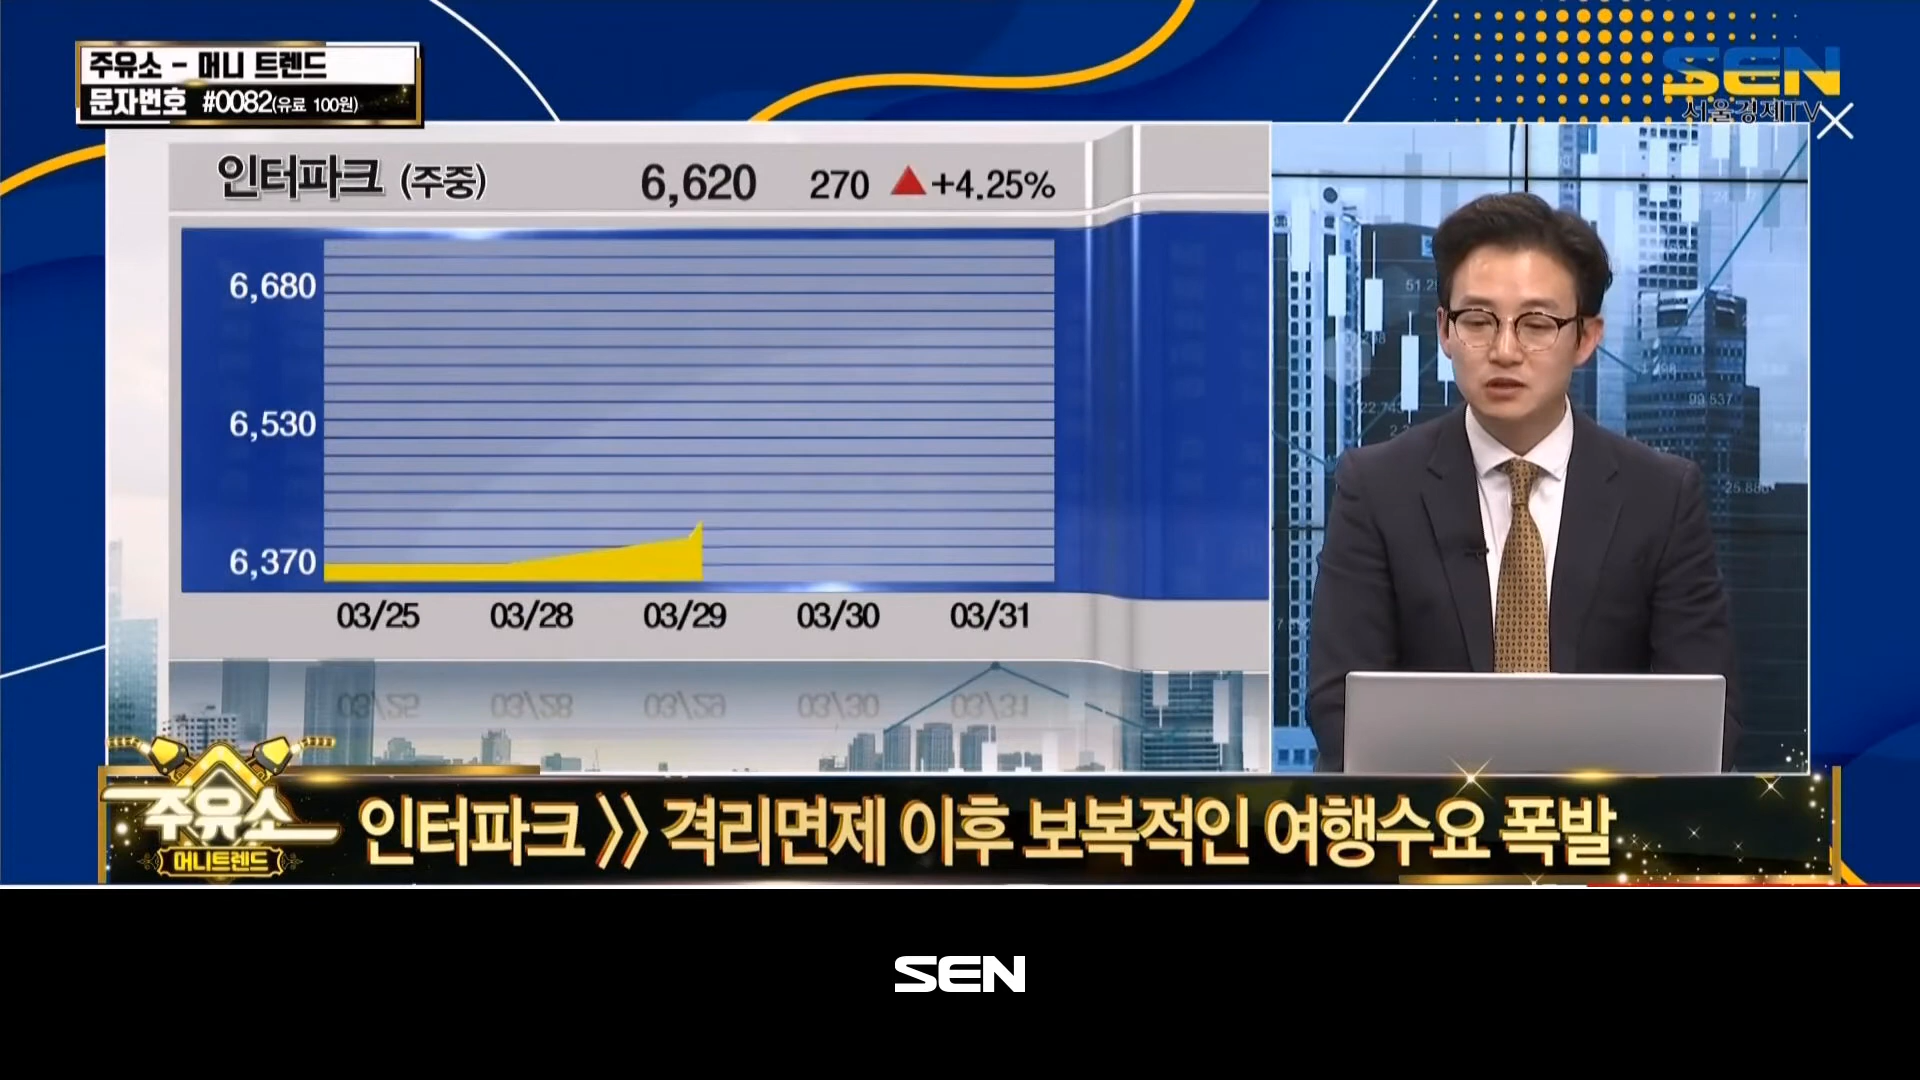 주유소 - 머니 트렌드
문자번호 #0082(유료 100원)
SEN
서울경제TV
인터파크 (주중) 6,620 270 ▲+4.25%
6,680
6,530
6,370
03/25 03/28 03/29 03/30 03/31
주유소
머니트렌드
인터파크 》 격리면제 이후 보복적인 여행수요 폭발
SEN